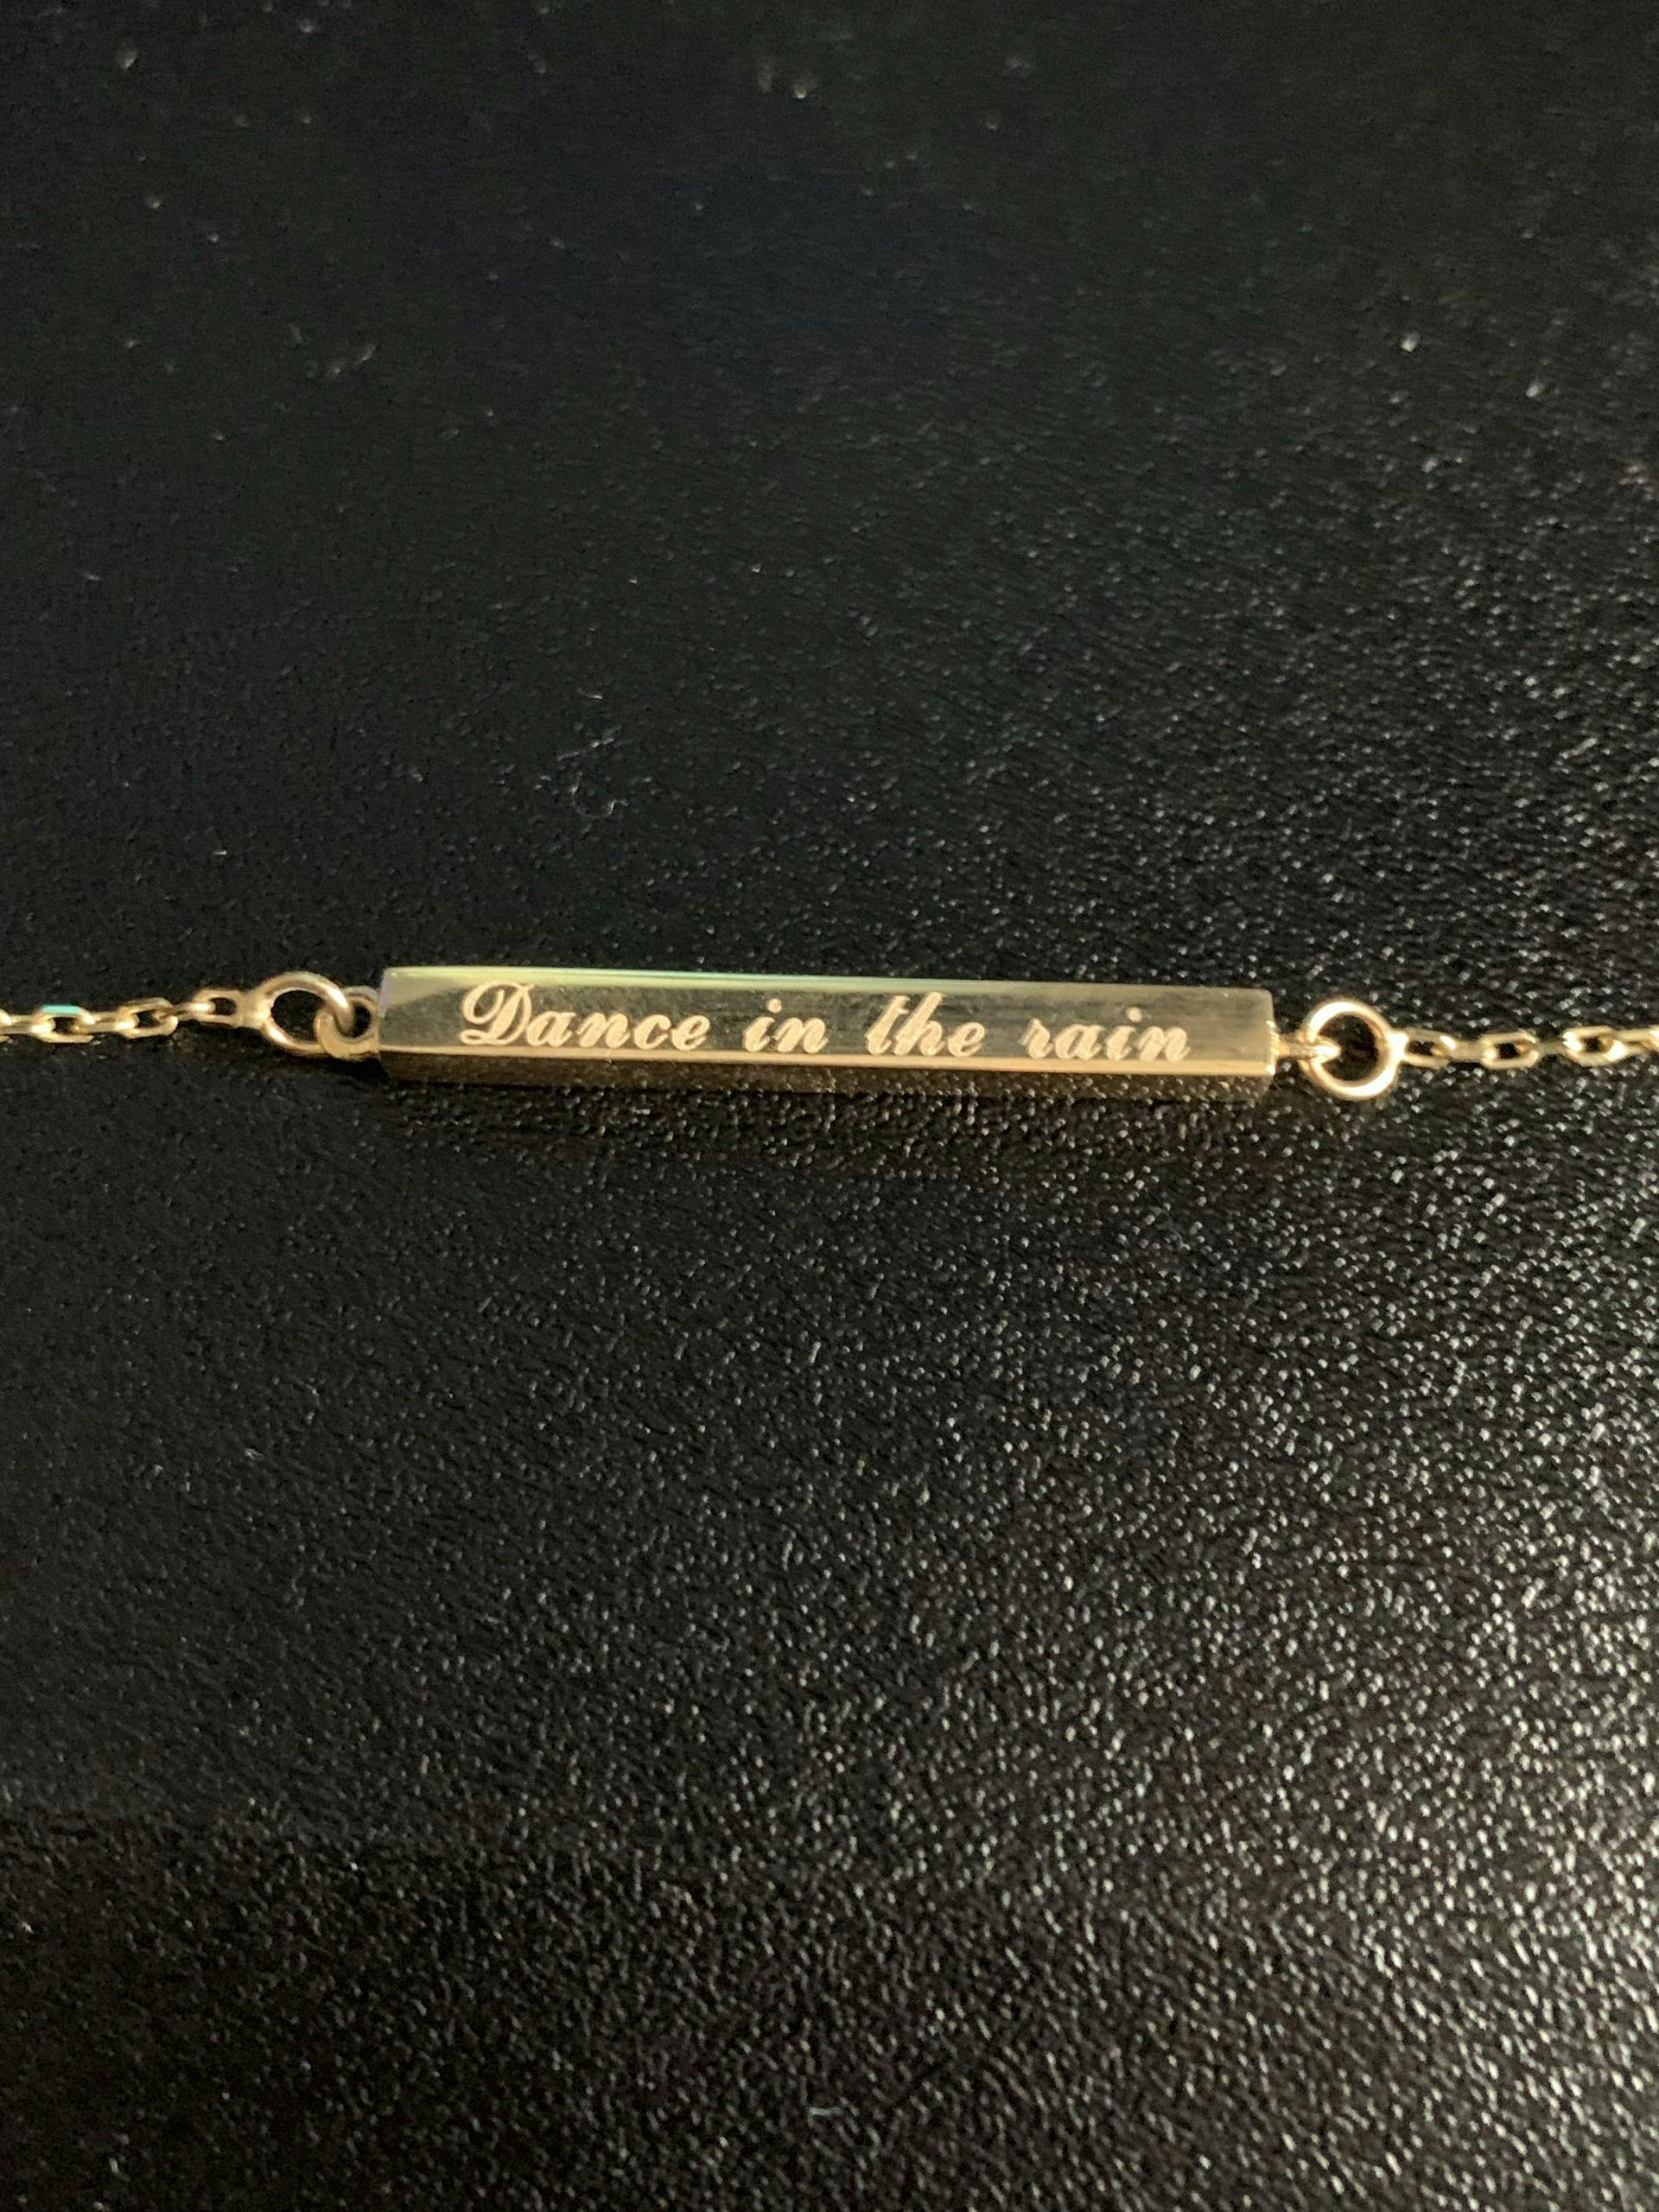 Dance in the rain